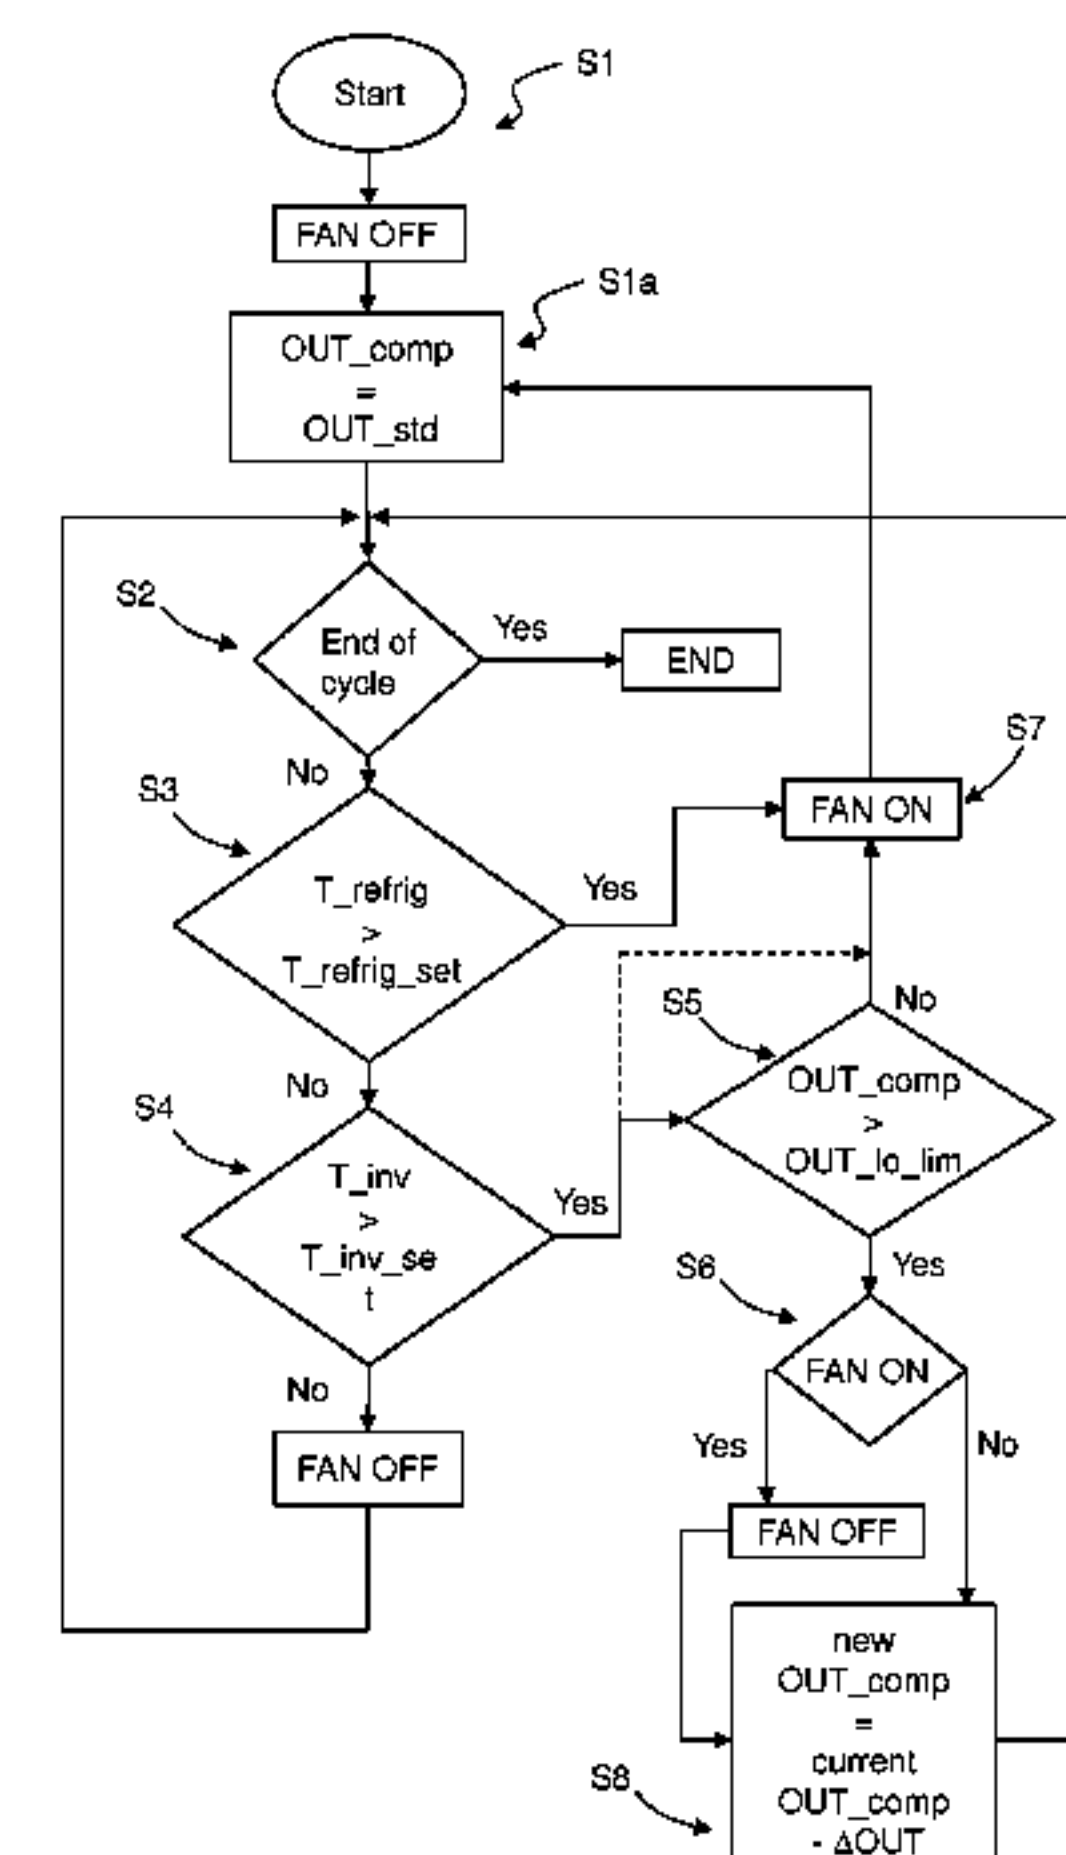 Start
S1
FAN OFF
S1a
OUT_comp
=
OUT_std
S2
End of
cycle
Yes
END
No
S7
FAN ON
S3
T_refrig
>
T_refrig_set
Yes
No
S5
No
OUT_comp
>
OUT_lo_lim
S4
T_inv
>
T_inv_se
t
Yes
Yes
S6
FAN ON
No
FAN OFF
Yes
No
FAN OFF
new
OUT_comp
=
current
OUT_comp
- ΔOUT
S8